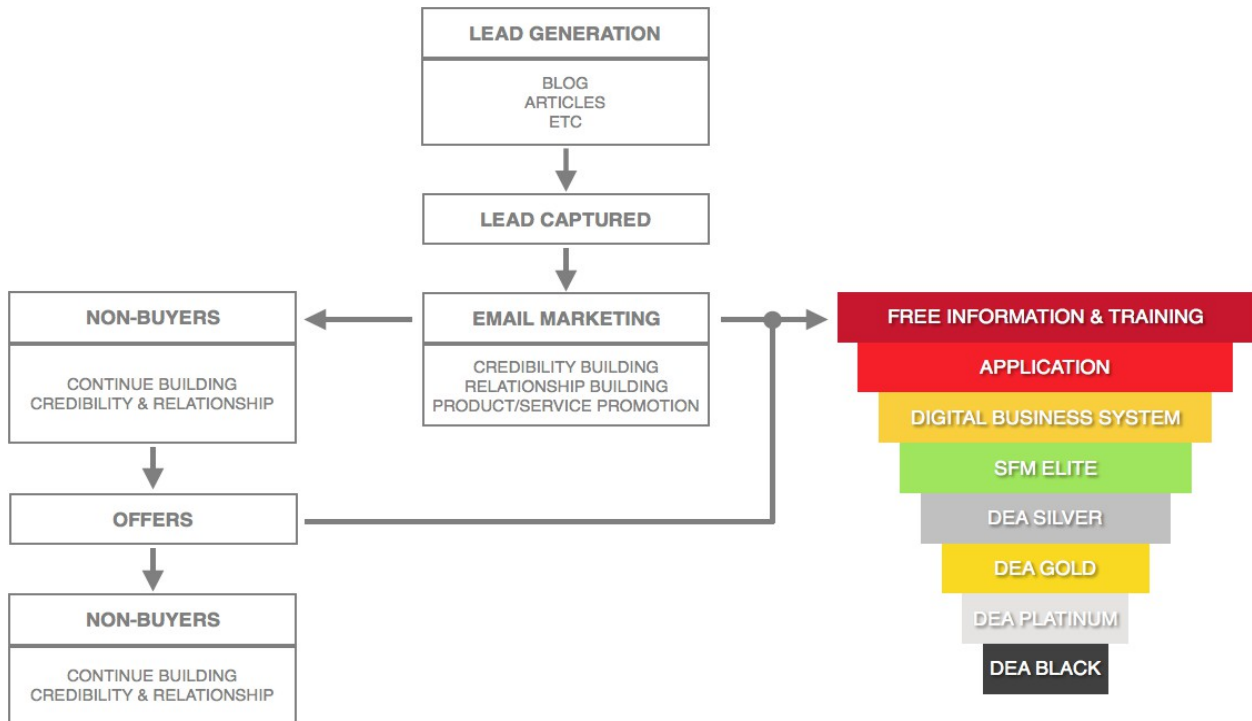 LEAD GENERATION
BLOG
ARTICLES
ETC
LEAD CAPTURED
EMAIL MARKETING
CREDIBILITY BUILDING
RELATIONSHIP BUILDING
PRODUCT/SERVICE PROMOTION
NON-BUYERS
CONTINUE BUILDING
CREDIBILITY & RELATIONSHIP
OFFERS
NON-BUYERS
CONTINUE BUILDING
CREDIBILITY & RELATIONSHIP
FREE INFORMATION & TRAINING
APPLICATION
DIGITAL BUSINESS SYSTEM
SFM ELITE
DEA SILVER
DEA GOLD
DEA PLATINUM
DEA BLACK